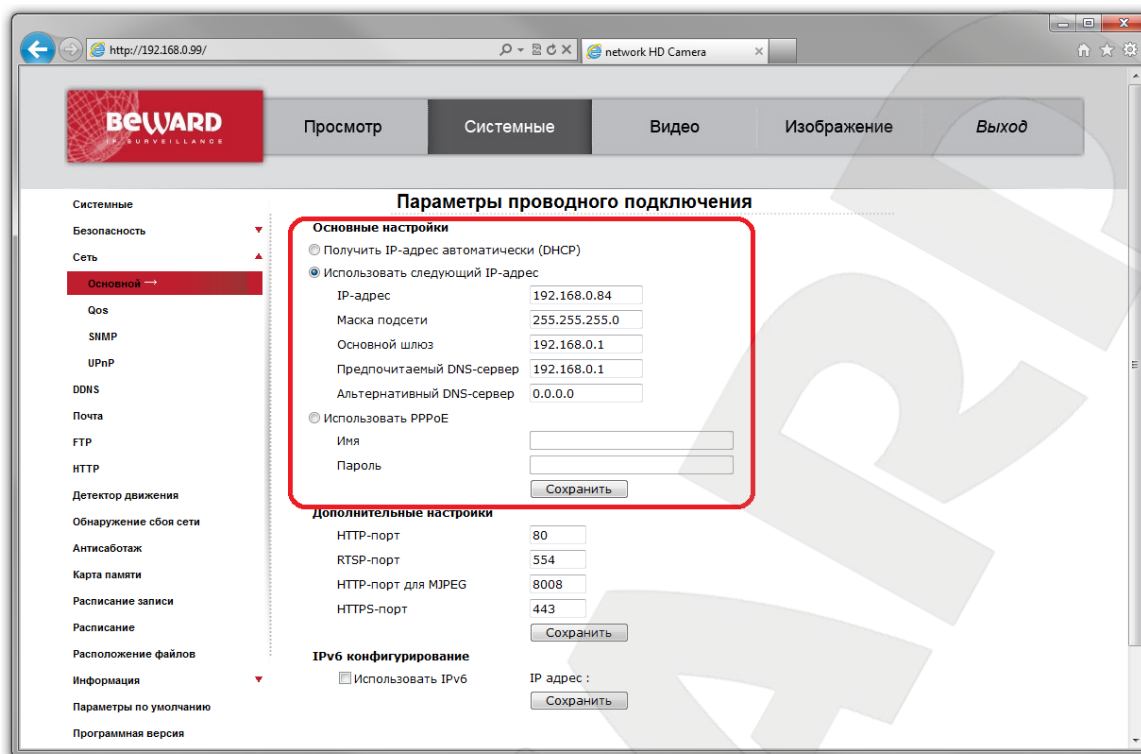 http://192.168.0.99/
network HD Camera
BEWARD
IP SURVEILLANCE
Просмотр
Системные
Видео
Изображение
Выход
Системные
Безопасность
Сеть
Основной →
Qos
SNMP
UPnP
DDNS
Почта
FTP
HTTP
Детектор движения
Обнаружение сбоя сети
Антисаботаж
Карта памяти
Расписание записи
Расписание
Расположение файлов
Информация
Параметры по умолчанию
Программная версия
Параметры проводного подключения
Основные настройки
Получить IP-адрес автоматически (DHCP)
Использовать следующий IP-адрес
IP-адрес 192.168.0.84
Маска подсети 255.255.255.0
Основной шлюз 192.168.0.1
Предпочитаемый DNS-сервер 192.168.0.1
Альтернативный DNS-сервер 0.0.0.0
Использовать PPPoE
Имя
Пароль
Сохранить
Дополнительные настройки
HTTP-порт 80
RTSP-порт 554
HTTP-порт для MJPEG 8008
HTTPS-порт 443
Сохранить
IPv6 конфигурирование
Использовать IPv6 IP адрес :
Сохранить